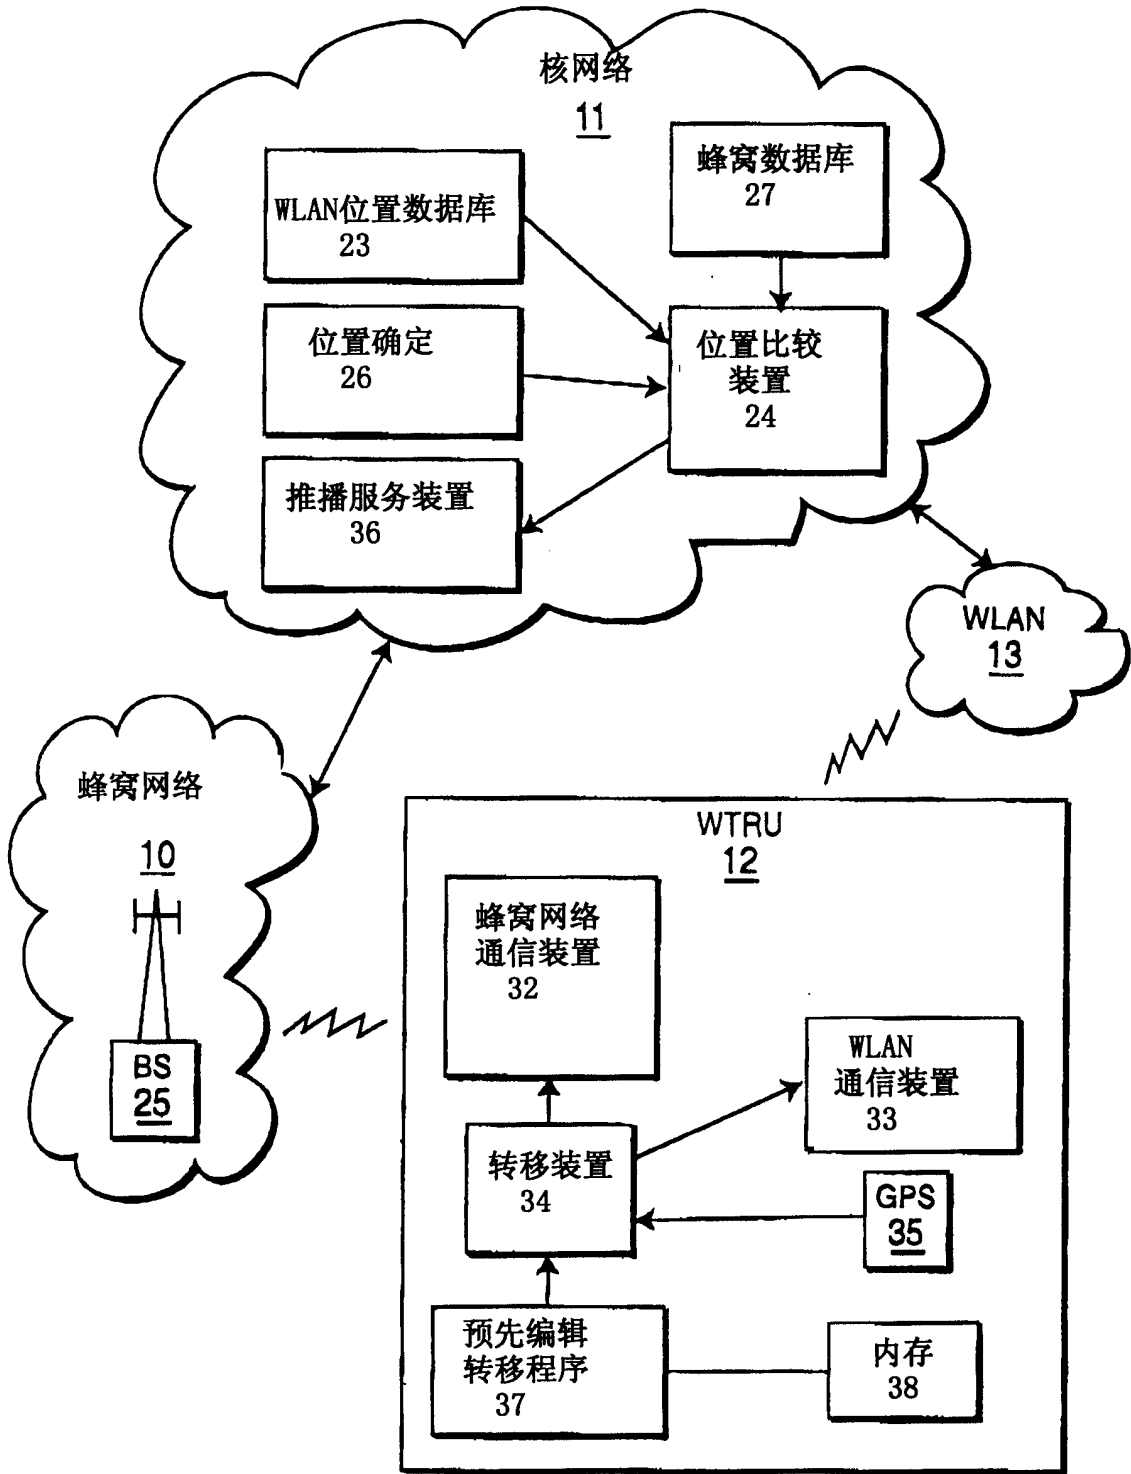 核网络
11
WLAN位置数据库
23
蜂窝数据库
27
位置确定
26
位置比较
装置
24
推播服务装置
36
WLAN
13
蜂窝网络
10
BS
25
WTRU
12
蜂窝网络
通信装置
32
WLAN
通信装置
33
转移装置
34
GPS
35
预先编辑
转移程序
37
内存
38